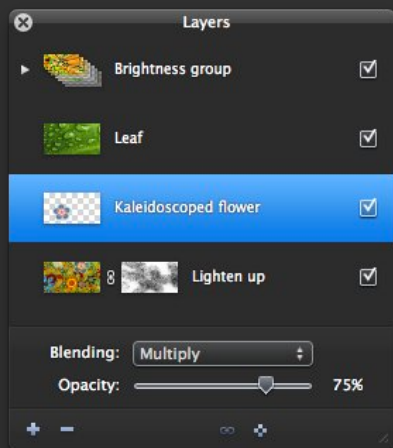 Layers
Brightness group
Leaf
Kaleidoscoped flower
Lighten up
Blending: Multiply
Opacity: 75%